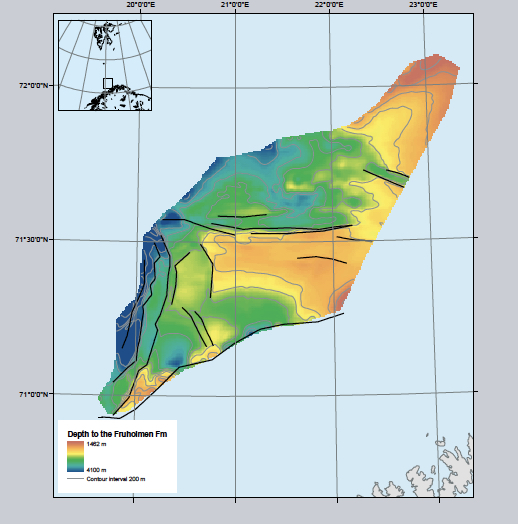 20°0'0"E 21°0'0"E 22°0'0"E 23°0'0"E
72°0'0"N
71°30'0"N
71°0'0"N
Depth to the Fruholmen Fm
1462 m
4100 m
Contour interval 200 m